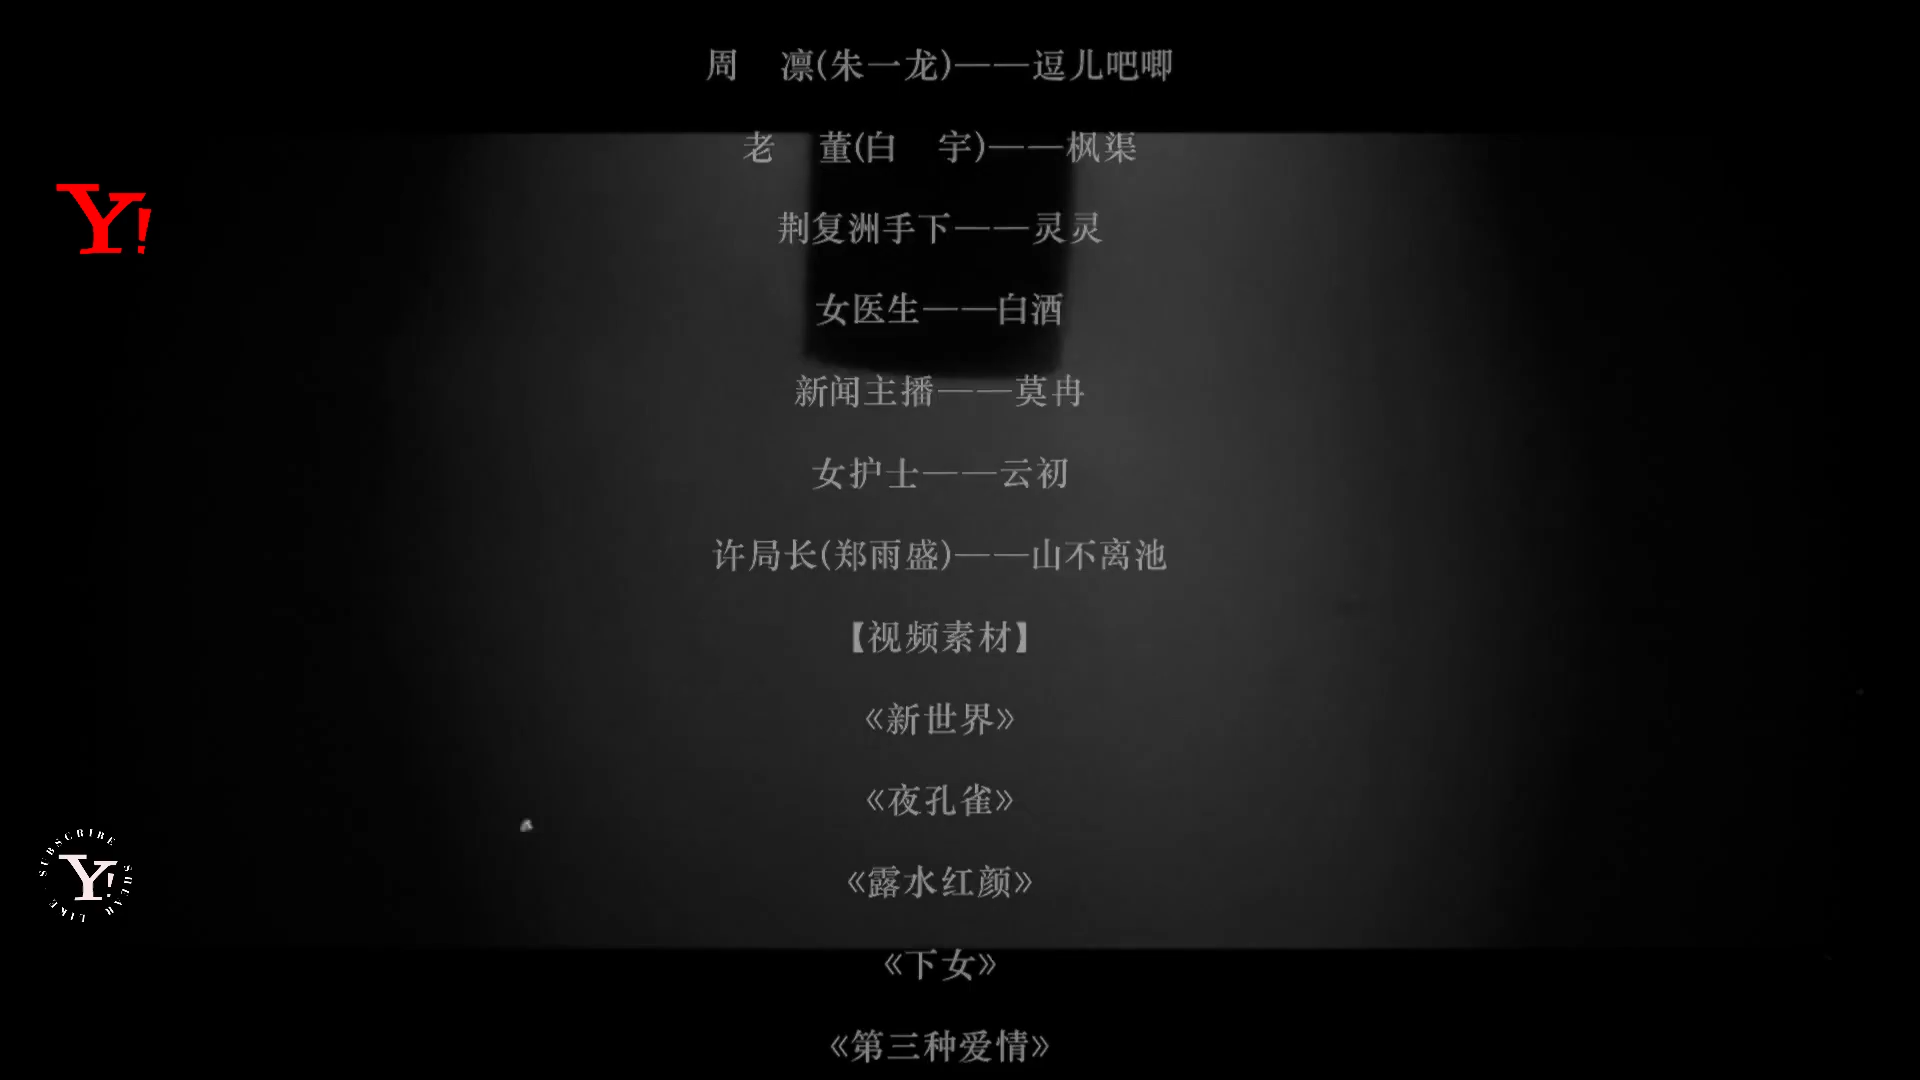 周 凛(朱一龙)——逗儿吧唧
老 董(白 宇)——枫渠
荆复洲手下——灵灵
女医生——白酒
新闻主播——莫冉
女护士——云初
许局长(郑雨盛)——山不离池
【视频素材】
《新世界》
《夜孔雀》
《露水红颜》
《下女》
《第三种爱情》
Y!
SUBSCRIBE SHEAR LIKE
Y!